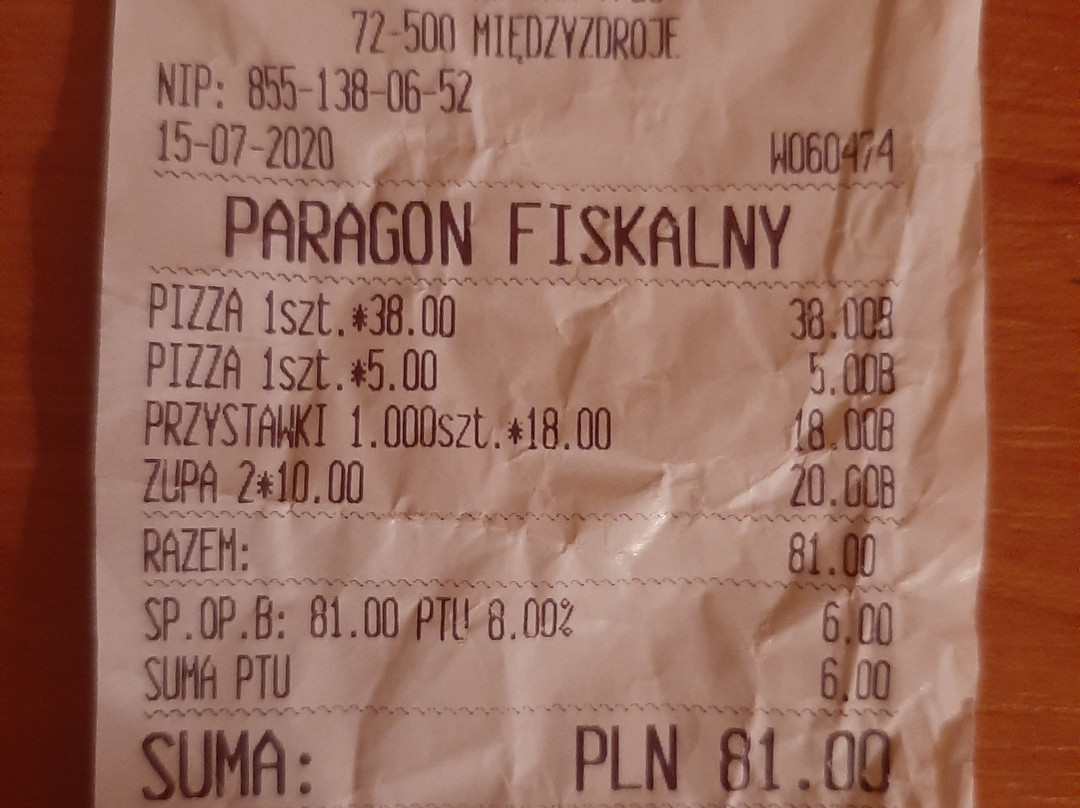 72-500 MIĘDZYZDROJE
NIP: 855-138-06-52
15-07-2020 W060474
PARAGON FISKALNY
PIZZA 1szt.*38.00 38.00B
PIZZA 1szt.*5.00 5.00B
PRZYSTAWKI 1.000szt.*18.00 18.00B
ZUPA 2*10.00 20.00B
RAZEM: 81.00
SP.OP.B: 81.00 PTU 8.00% 6.00
SUMA PTU 6.00
SUMA: PLN 81.00